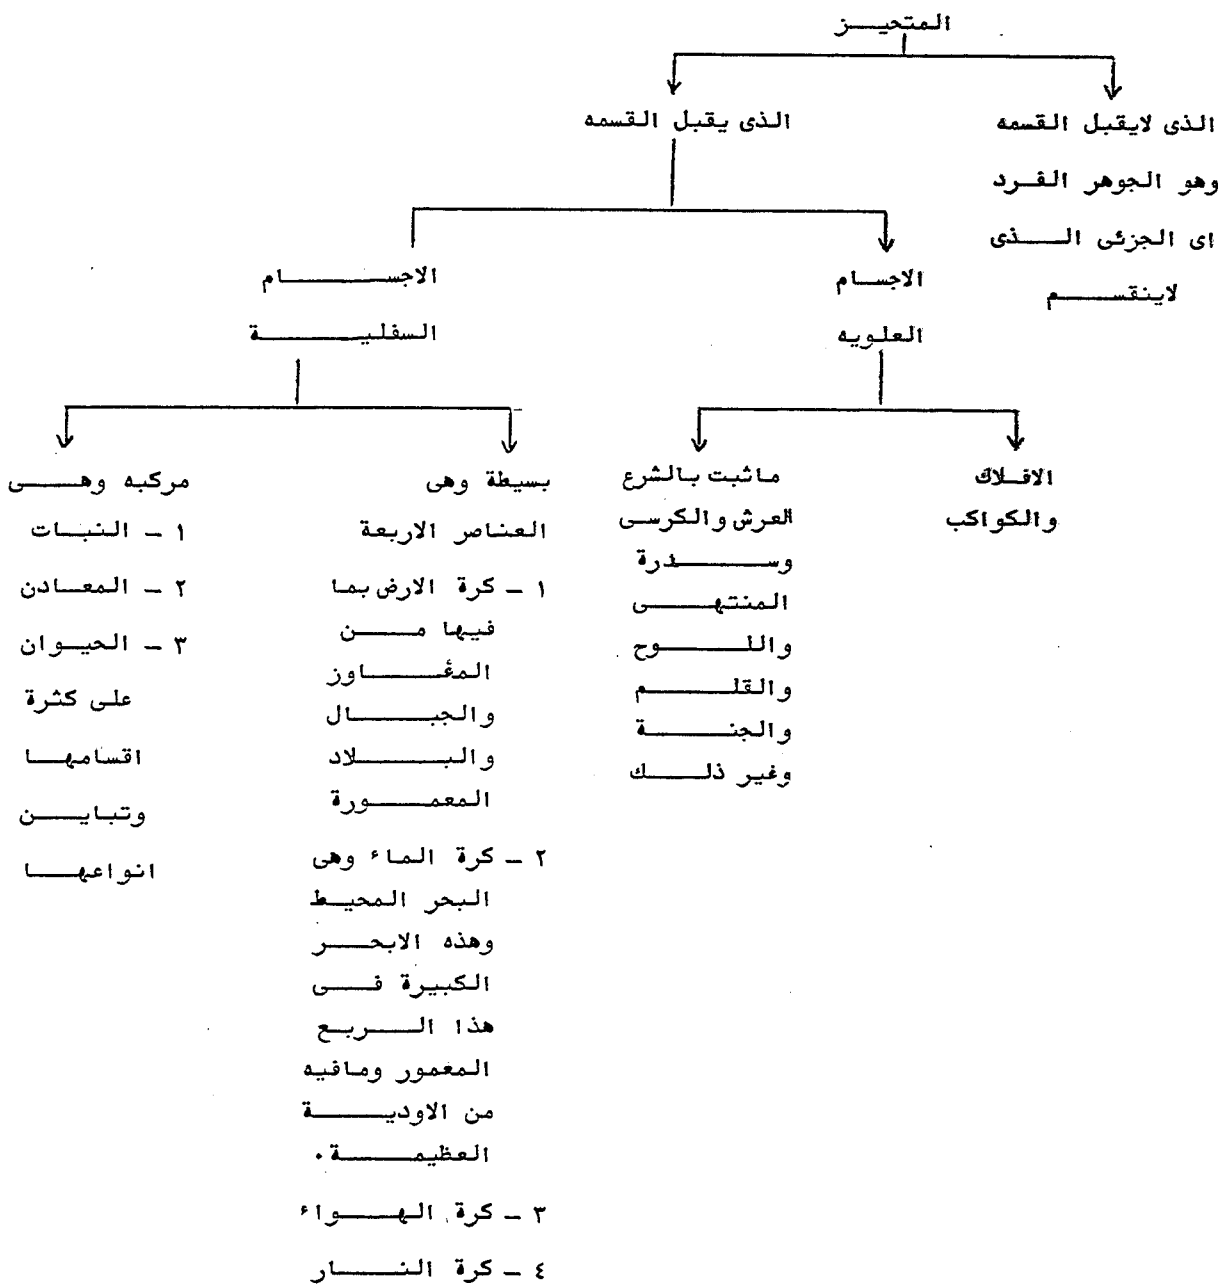 المتحيز
الذى لايقبل القسمه
وهو الجوهر الفرد
اى الجزئى الذى
لاينقسم
الذى يقبل القسمه
الاجسام
العلويه
الاجسام
السفلية
الافلاك
والكواكب
ماثبت بالشرع
العرش والكرسى
وسدرة
المنتهى
واللوح
والقلم
والجنة
وغير ذلك
بسيطة وهى
العناصر الاربعة
١ - كرة الارض بما
فيها من
المغاوز
والجبال
والبلاد
المعمورة
٢ - كرة الماء وهى
البحر المحيط
وهذه الابحر
الكبيرة فى
هذا الربع
المغمور ومافيه
من الاودية
العظيمة .
٣ - كرة الهواء
٤ - كرة النار
مركبه وهى
١ - النبات
٢ - المعادن
٣ - الحيوان
على كثرة
اقسامها
وتباين
انواعها